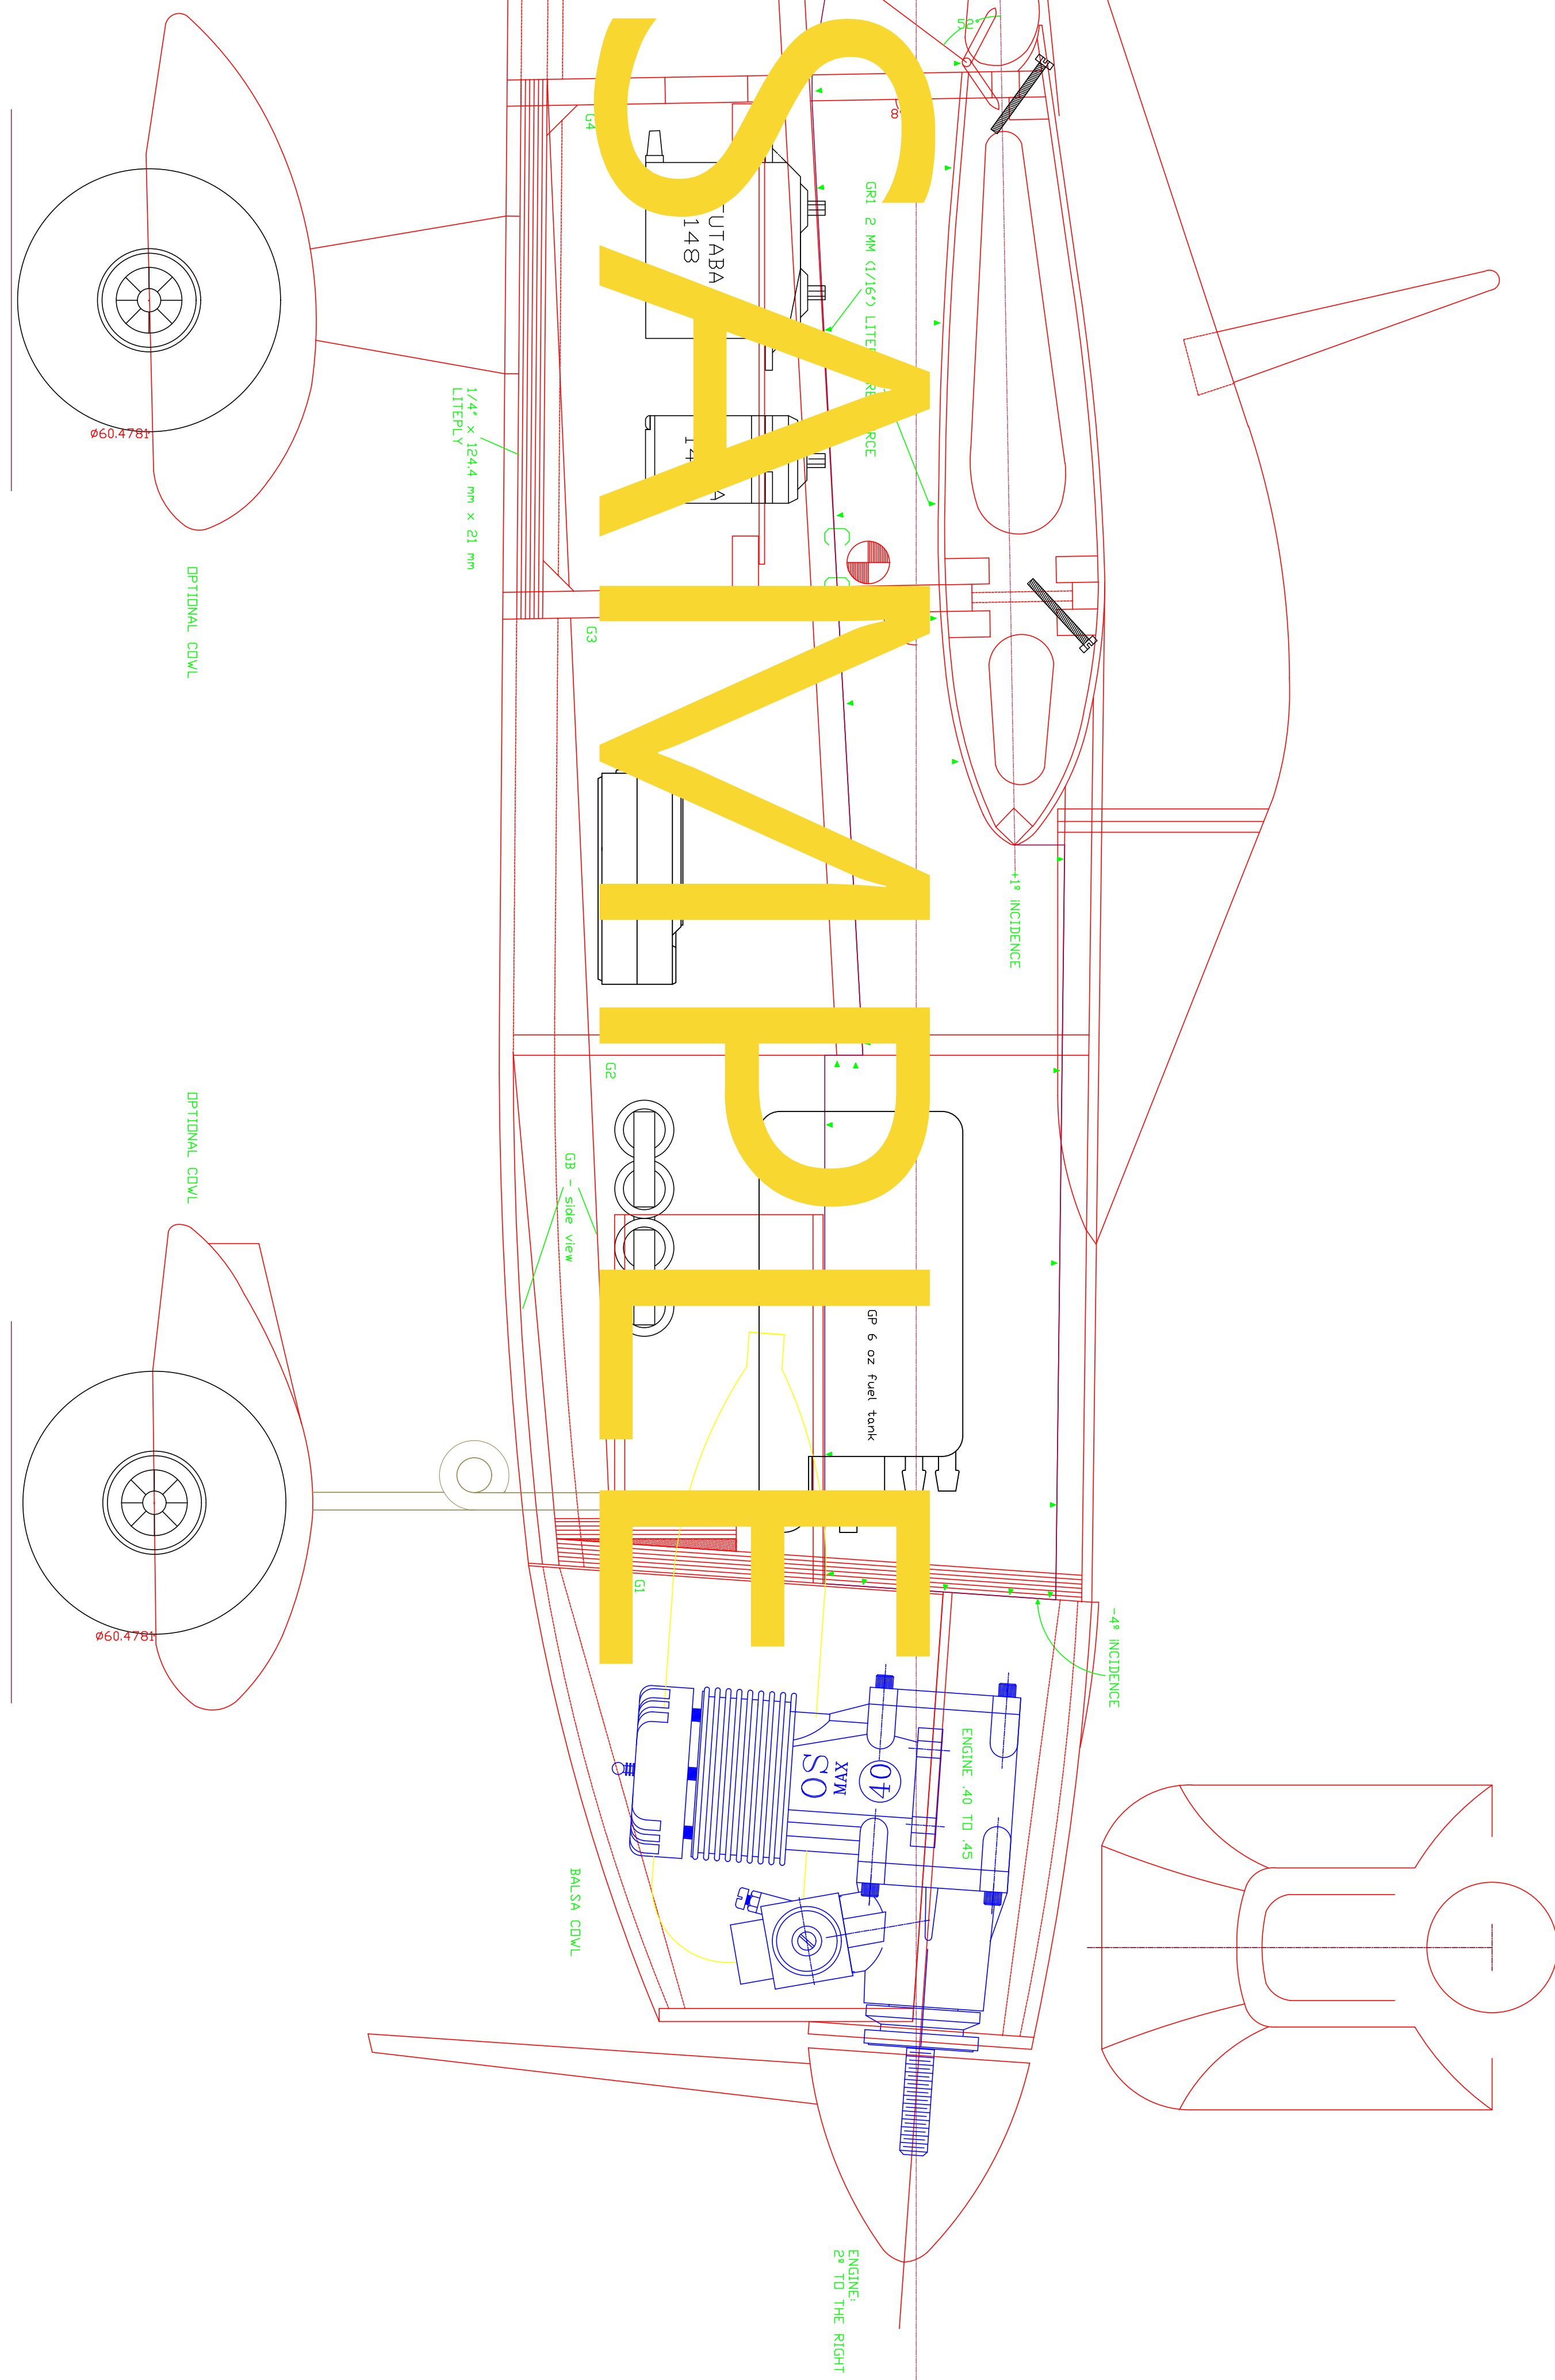 52°
G4
FUTABA
148
GR1 2 MM (1/16")
Ø60.4781
1/4" x 124.4 mm x 21 mm
LITEPLY
OPTIONAL COWL
G3
+1° INCIDENCE
G2
OPTIONAL COWL
GB - side view
GP 6 oz fuel tank
SAMPLE
G1
Ø60.4781
-4° INCIDENCE
ENGINE .40 TO .45
OS
MAX
40
BALSA COWL
ENGINE:
2° TO THE RIGHT